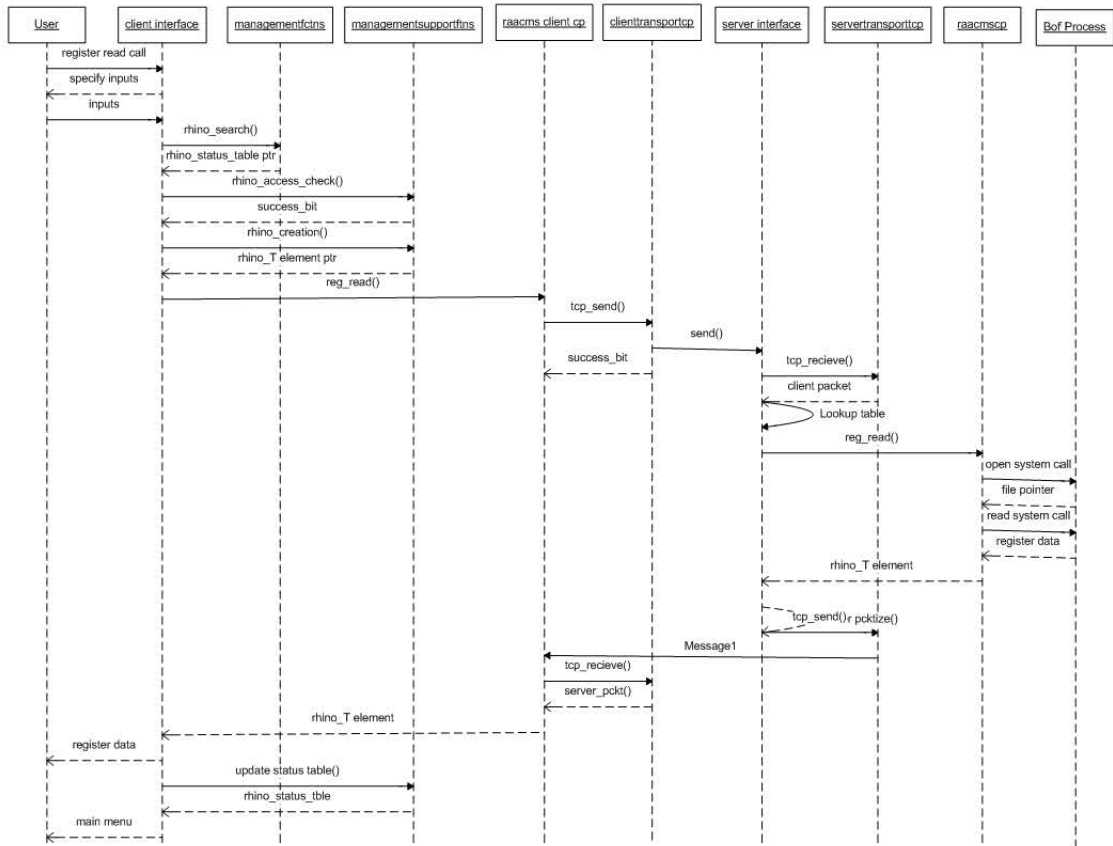 User
client interface
managementfctns
managementsupportftns
raacms client cp
clienttransportcp
server interface
servertransporttcp
raacmscp
Bof Process
register read call
specify inputs
inputs
rhino_search()
rhino_status_table ptr
rhino_access_check()
success_bit
rhino_creation()
rhino_T element ptr
reg_read()
tcp_send()
send()
success_bit
tcp_recieve()
client packet
Lookup table
reg_read()
open system call
file pointer
read system call
register data
rhino_T element
tcp_send()
r pcktize()
Message1
tcp_recieve()
server_pckt()
rhino_T element
register data
update status table()
rhino_status_tble
main menu